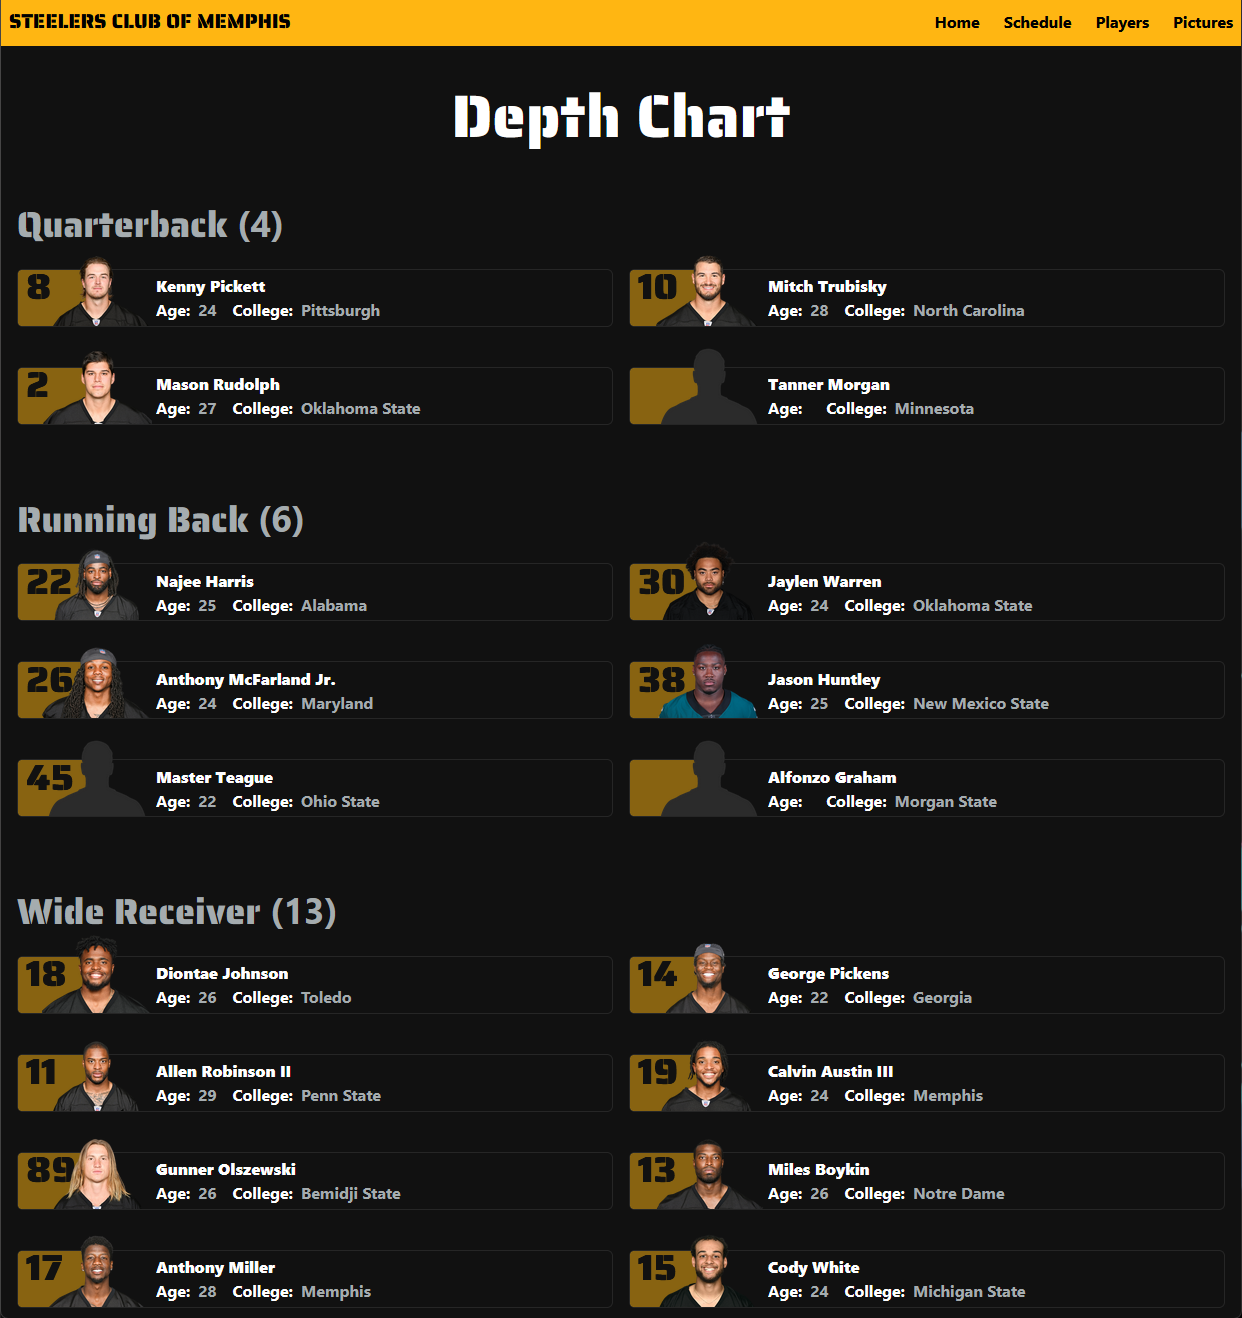 STEELERS CLUB OF MEMPHIS
Home Schedule Players Pictures
Depth Chart
Quarterback (4)
8
Kenny Pickett
Age: 24 College: Pittsburgh
10
Mitch Trubisky
Age: 28 College: North Carolina
2
Mason Rudolph
Age: 27 College: Oklahoma State
Tanner Morgan
Age: College: Minnesota
Running Back (6)
22
Najee Harris
Age: 25 College: Alabama
30
Jaylen Warren
Age: 24 College: Oklahoma State
26
Anthony McFarland Jr.
Age: 24 College: Maryland
38
Jason Huntley
Age: 25 College: New Mexico State
45
Master Teague
Age: 22 College: Ohio State
Alfonzo Graham
Age: College: Morgan State
Wide Receiver (13)
18
Diontae Johnson
Age: 26 College: Toledo
14
George Pickens
Age: 22 College: Georgia
11
Allen Robinson II
Age: 29 College: Penn State
19
Calvin Austin III
Age: 24 College: Memphis
89
Gunner Olszewski
Age: 26 College: Bemidji State
13
Miles Boykin
Age: 26 College: Notre Dame
17
Anthony Miller
Age: 28 College: Memphis
15
Cody White
Age: 24 College: Michigan State